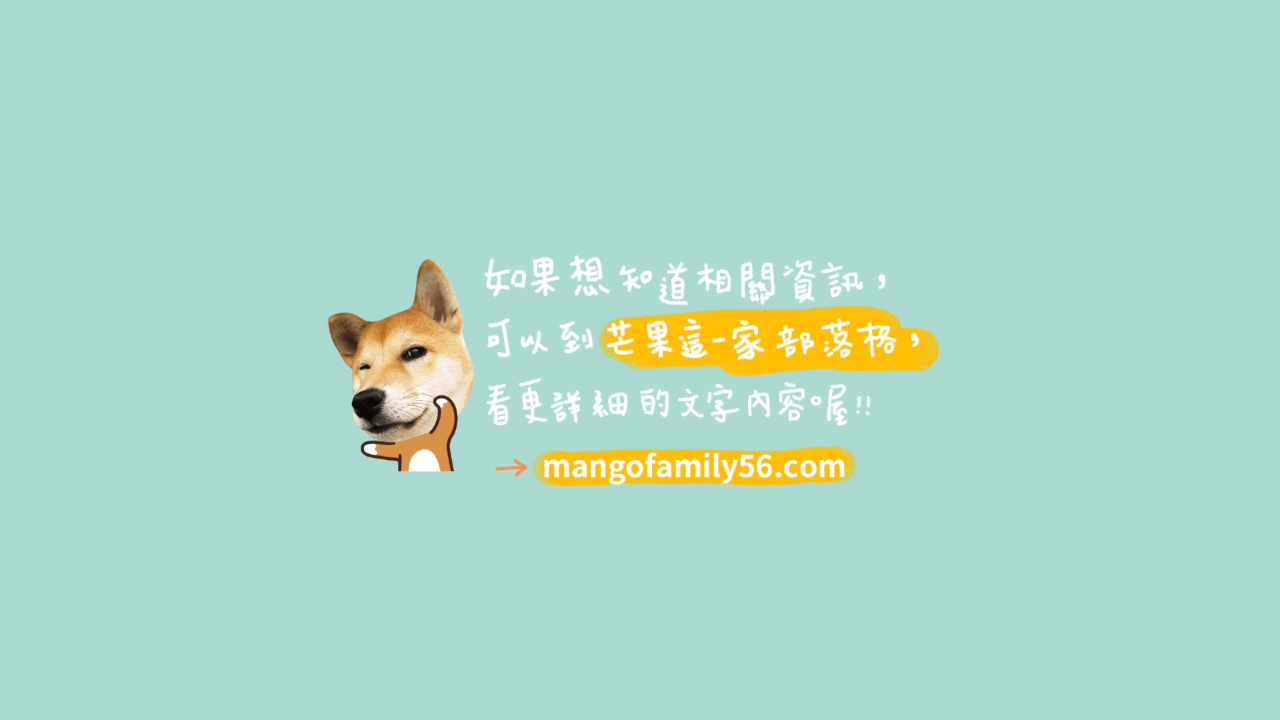 如果想知道相關資訊，
可以到芒果這一家部落格，
看更詳細的文字內容喔!!
→ mangofamily56.com